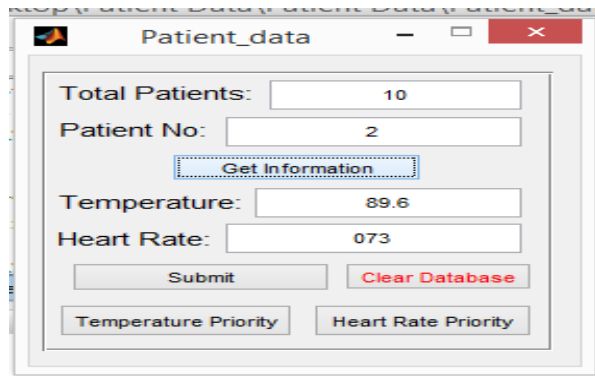 Patient_data
Total Patients: 10
Patient No: 2
Get Information
Temperature: 89.6
Heart Rate: 073
Submit Clear Database
Temperature Priority Heart Rate Priority